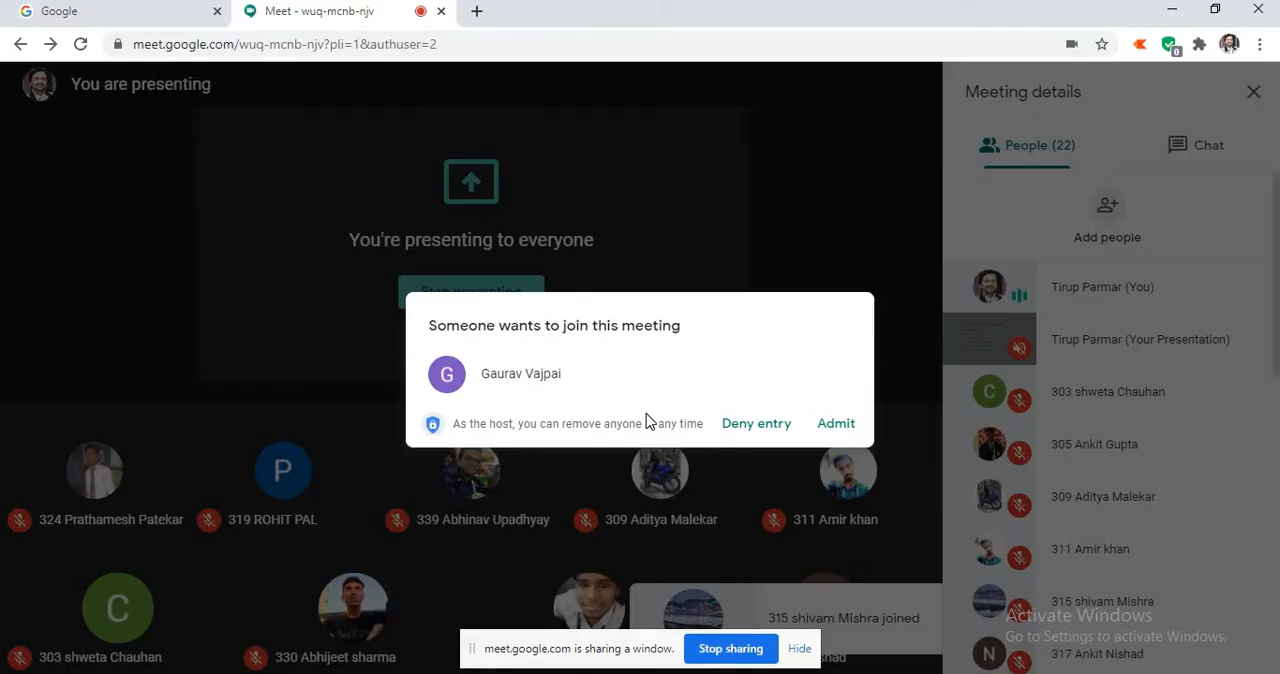 Google
Meet - wuq-mcnb-njv
meet.google.com/wuq-mcnb-njv?pli=1&authuser=2
0
You are presenting
Meeting details
People (22)
Chat
You're presenting to everyone
Stop presenting
Add people
Someone wants to join this meeting
G
Gaurav Vajpai
As the host, you can remove anyone any time
Deny entry
Admit
Tirup Parmar (You)
Tirup Parmar (Your Presentation)
C
303 shweta Chauhan
305 Ankit Gupta
309 Aditya Malekar
311 Amir khan
315 shivam Mishra
N
317 Ankit Nishad
P
324 Prathamesh Patekar
319 ROHIT PAL
339 Abhinav Upadhyay
309 Aditya Malekar
311 Amir khan
C
303 shweta Chauhan
330 Abhijeet sharma
315 shivam Mishra joined
meet.google.com is sharing a window.
Stop sharing
Hide
Activate Windows
Go to Settings to activate Windows.